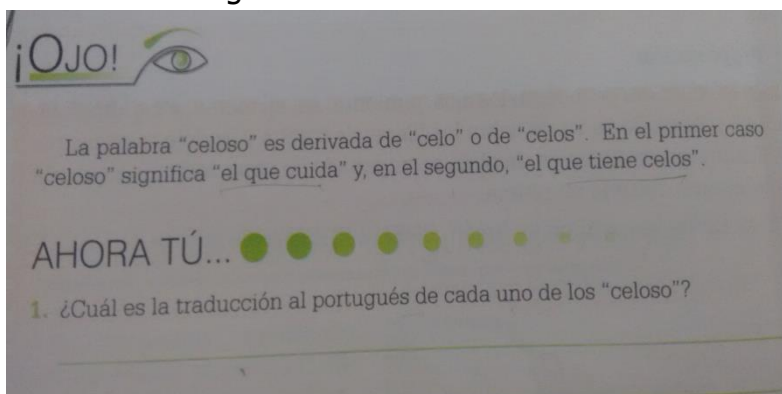 ¡OJO!
La palabra “celoso” es derivada de “celo” o de “celos”. En el primer caso
“celoso” significa “el que cuida” y, en el segundo, “el que tiene celos”.
AHORA TÚ...
1. ¿Cuál es la traducción al portugués de cada uno de los “celoso”?